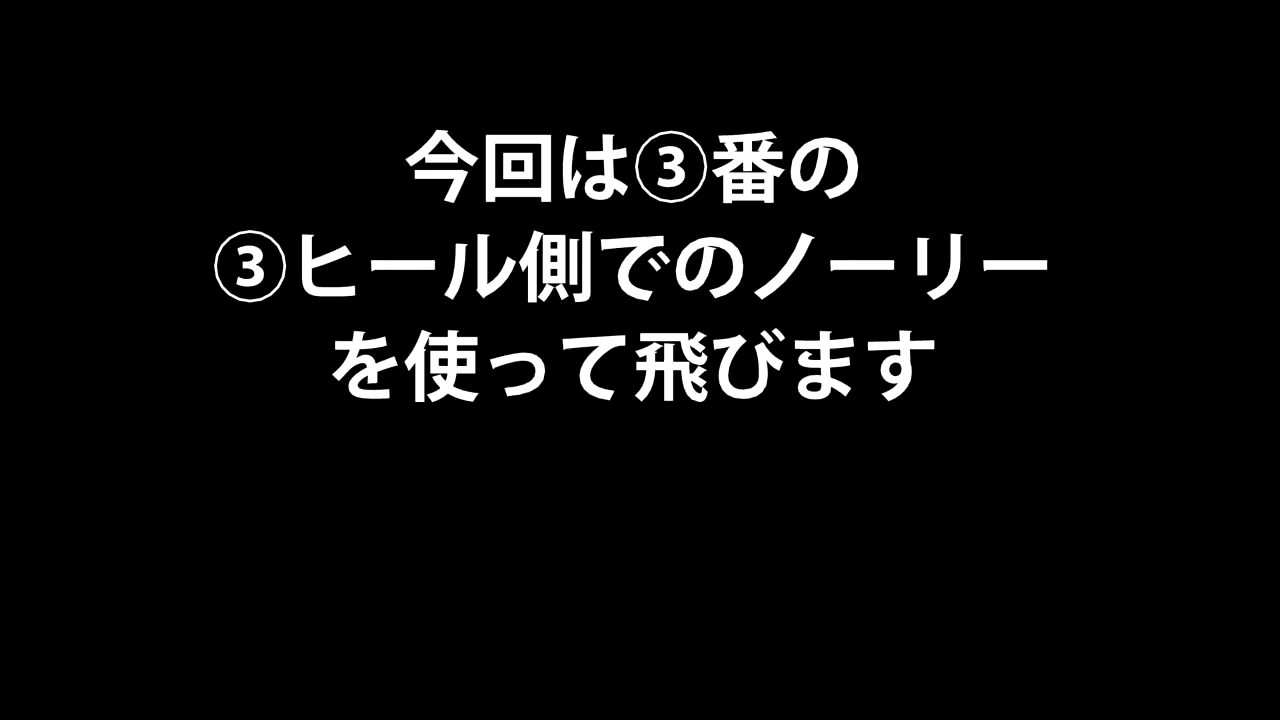 今回は③番の
③ヒール側でのノーリー
を使って飛びます